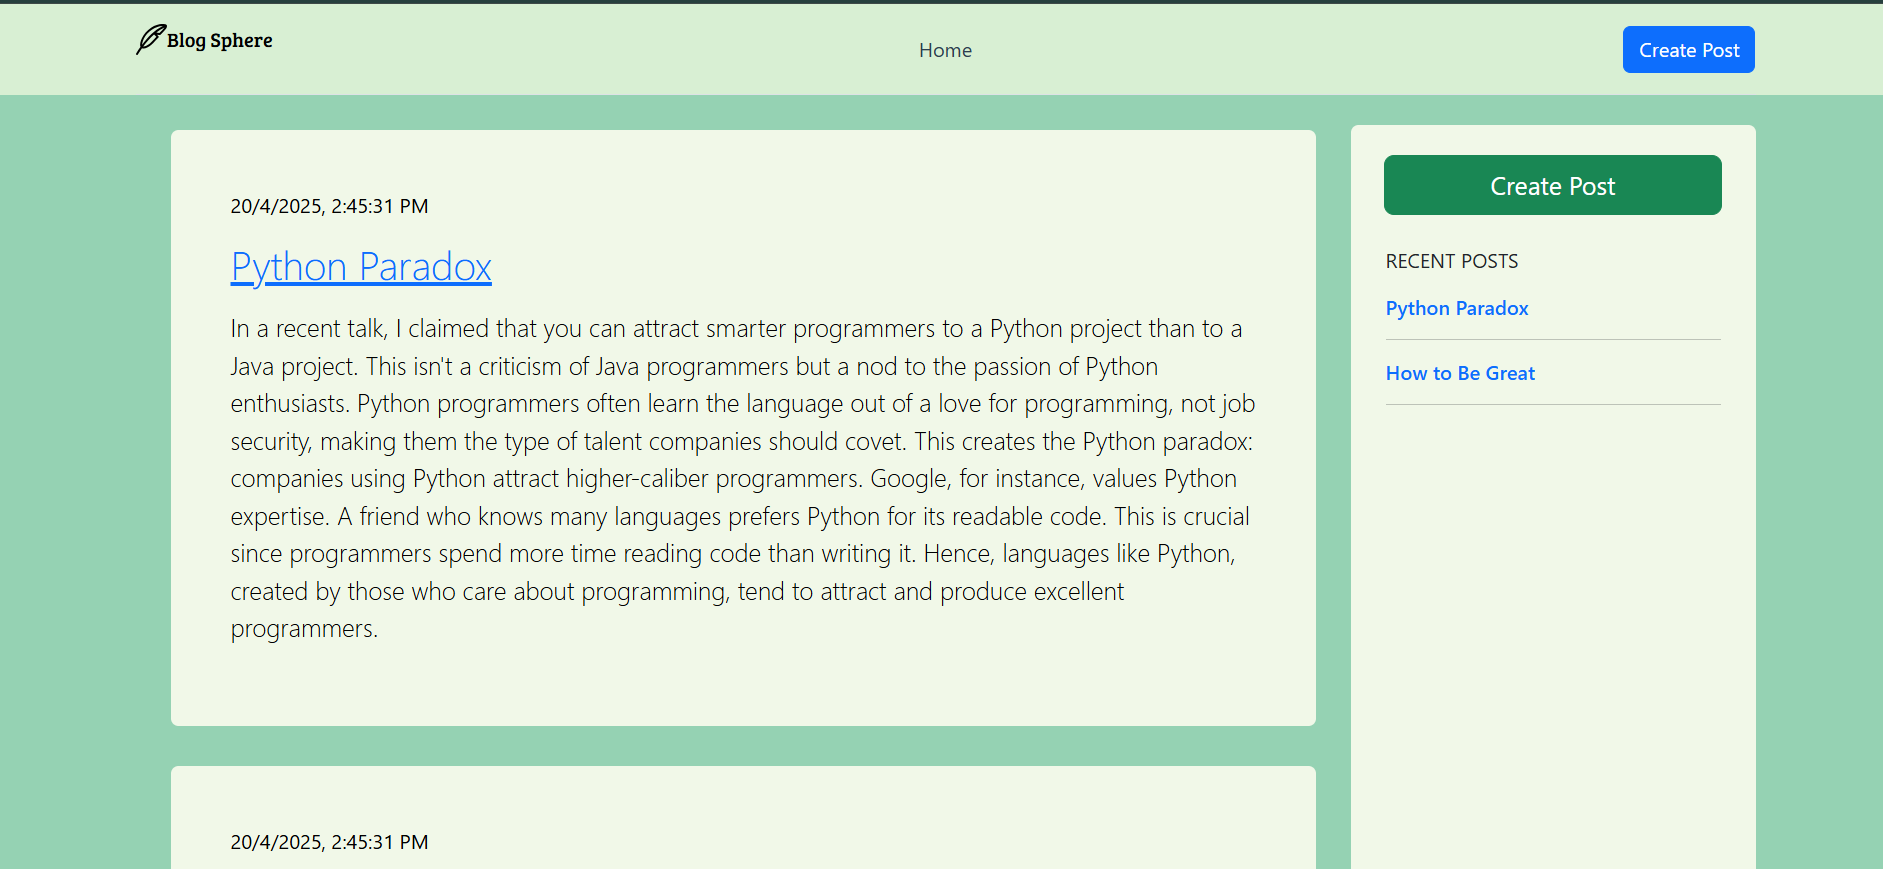 Blog Sphere
Home
Create Post
20/4/2025, 2:45:31 PM
Python Paradox
In a recent talk, I claimed that you can attract smarter programmers to a Python project than to a
Java project. This isn't a criticism of Java programmers but a nod to the passion of Python
enthusiasts. Python programmers often learn the language out of a love for programming, not job
security, making them the type of talent companies should covet. This creates the Python paradox:
companies using Python attract higher-caliber programmers. Google, for instance, values Python
expertise. A friend who knows many languages prefers Python for its readable code. This is crucial
since programmers spend more time reading code than writing it. Hence, languages like Python,
created by those who care about programming, tend to attract and produce excellent
programmers.
20/4/2025, 2:45:31 PM
Create Post
RECENT POSTS
Python Paradox
How to Be Great